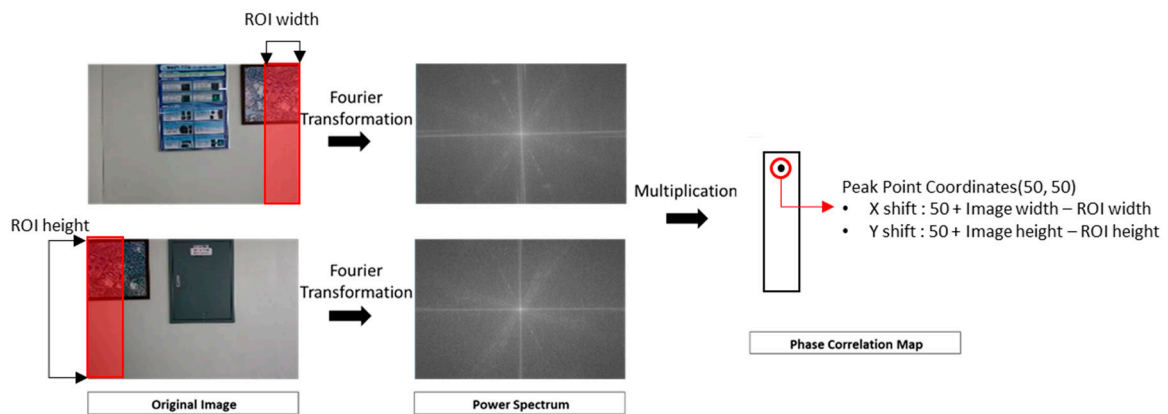 ROI width
Fourier
Transformation
Multiplication
Peak Point Coordinates(50, 50)
• X shift : 50 + Image width – ROI width
• Y shift : 50 + Image height – ROI height
ROI height
Fourier
Transformation
Phase Correlation Map
Original Image
Power Spectrum